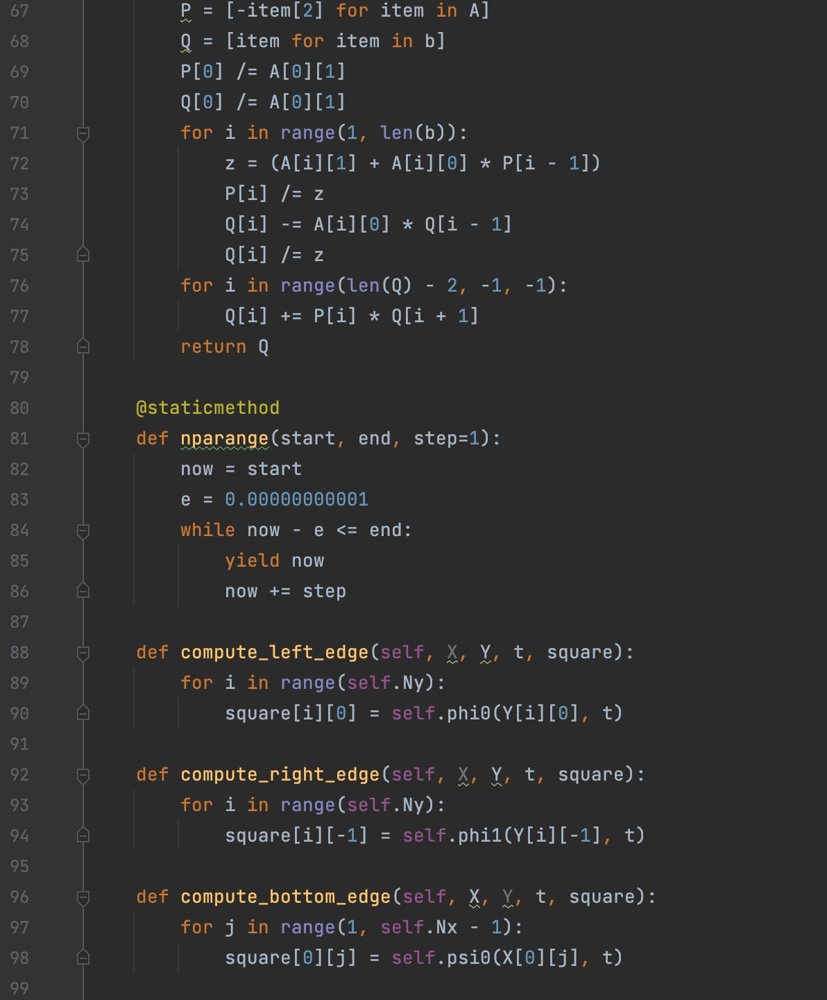 67 P = [-item[2] for item in A]
68 Q = [item for item in b]
69 P[0] /= A[0][1]
70 Q[0] /= A[0][1]
71 for i in range(1, len(b)):
72 z = (A[i][1] + A[i][0] * P[i - 1])
73 P[i] /= z
74 Q[i] -= A[i][0] * Q[i - 1]
75 Q[i] /= z
76 for i in range(len(Q) - 2, -1, -1):
77 Q[i] += P[i] * Q[i + 1]
78 return Q
79
80 @staticmethod
81 def nparange(start, end, step=1):
82 now = start
83 e = 0.00000000001
84 while now - e <= end:
85 yield now
86 now += step
87
88 def compute_left_edge(self, X, Y, t, square):
89 for i in range(self.Ny):
90 square[i][0] = self.phi0(Y[i][0], t)
91
92 def compute_right_edge(self, X, Y, t, square):
93 for i in range(self.Ny):
94 square[i][-1] = self.phi1(Y[i][-1], t)
95
96 def compute_bottom_edge(self, X, Y, t, square):
97 for j in range(1, self.Nx - 1):
98 square[0][j] = self.psi0(X[0][j], t)
99